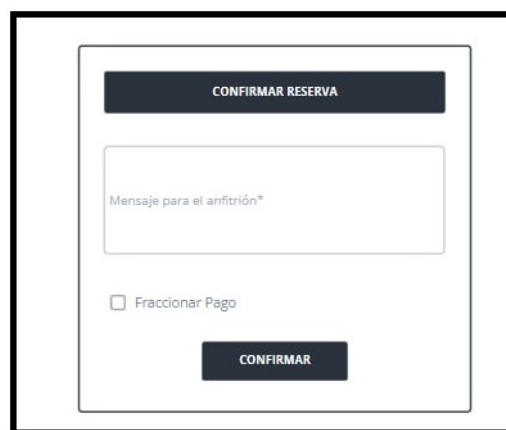 CONFIRMAR RESERVA
Mensaje para el anfitrión*
Fraccionar Pago
CONFIRMAR